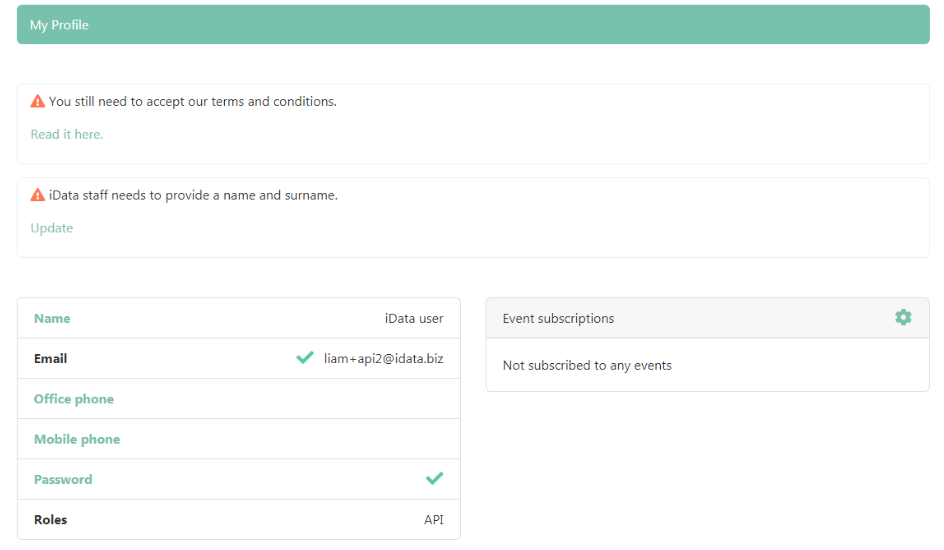 My Profile
You still need to accept our terms and conditions.
Read it here.
iData staff needs to provide a name and surname.
Update
Name iData user
Email liam+api2@idata.biz
Office phone
Mobile phone
Password
Roles API
Event subscriptions
Not subscribed to any events